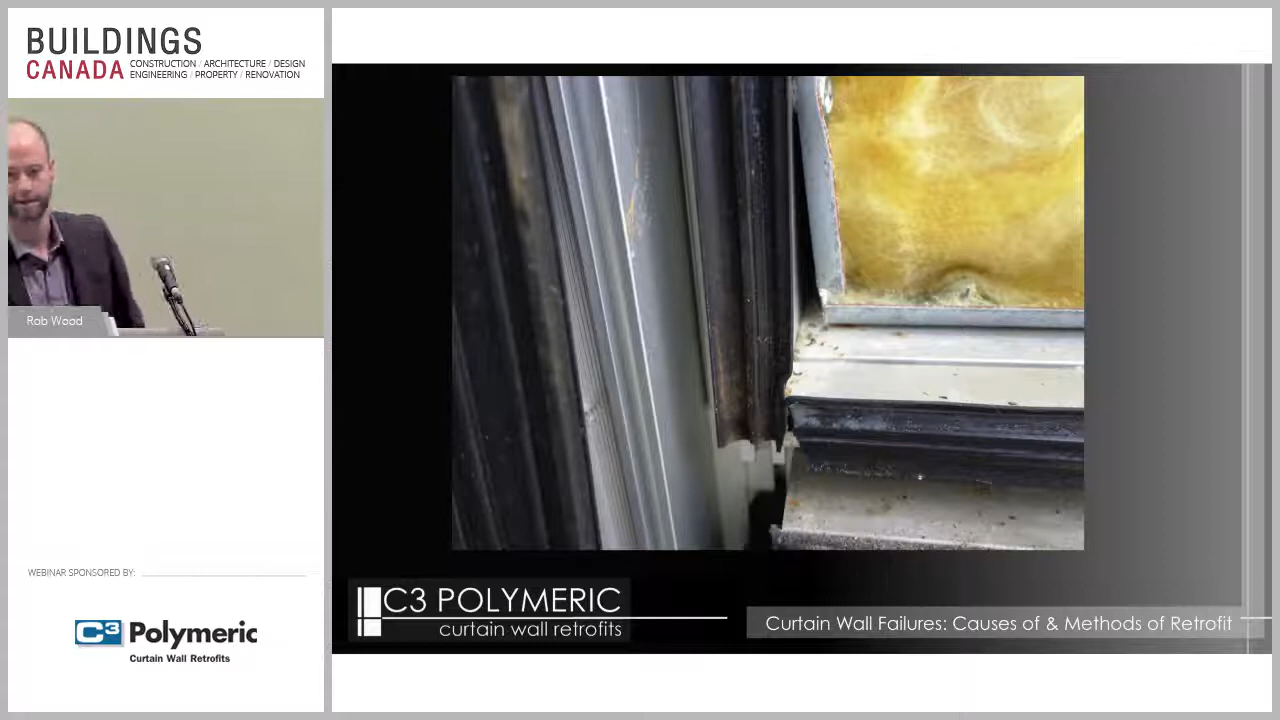 BUILDINGS
CANADA CONSTRUCTION / ARCHITECTURE / DESIGN
ENGINEERING / PROPERTY / RENOVATION
Rob Wood
WEBINAR SPONSORED BY:
C3 Polymeric
Curtain Wall Retrofits
C3 POLYMERIC
curtain wall retrofits
Curtain Wall Failures: Causes of & Methods of Retrofit